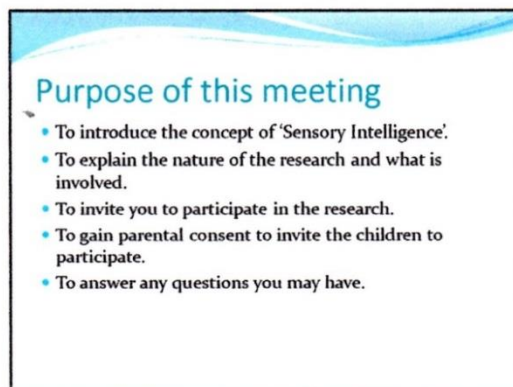 Purpose of this meeting
• To introduce the concept of 'Sensory Intelligence'.
• To explain the nature of the research and what is
involved.
• To invite you to participate in the research.
• To gain parental consent to invite the children to
participate.
• To answer any questions you may have.